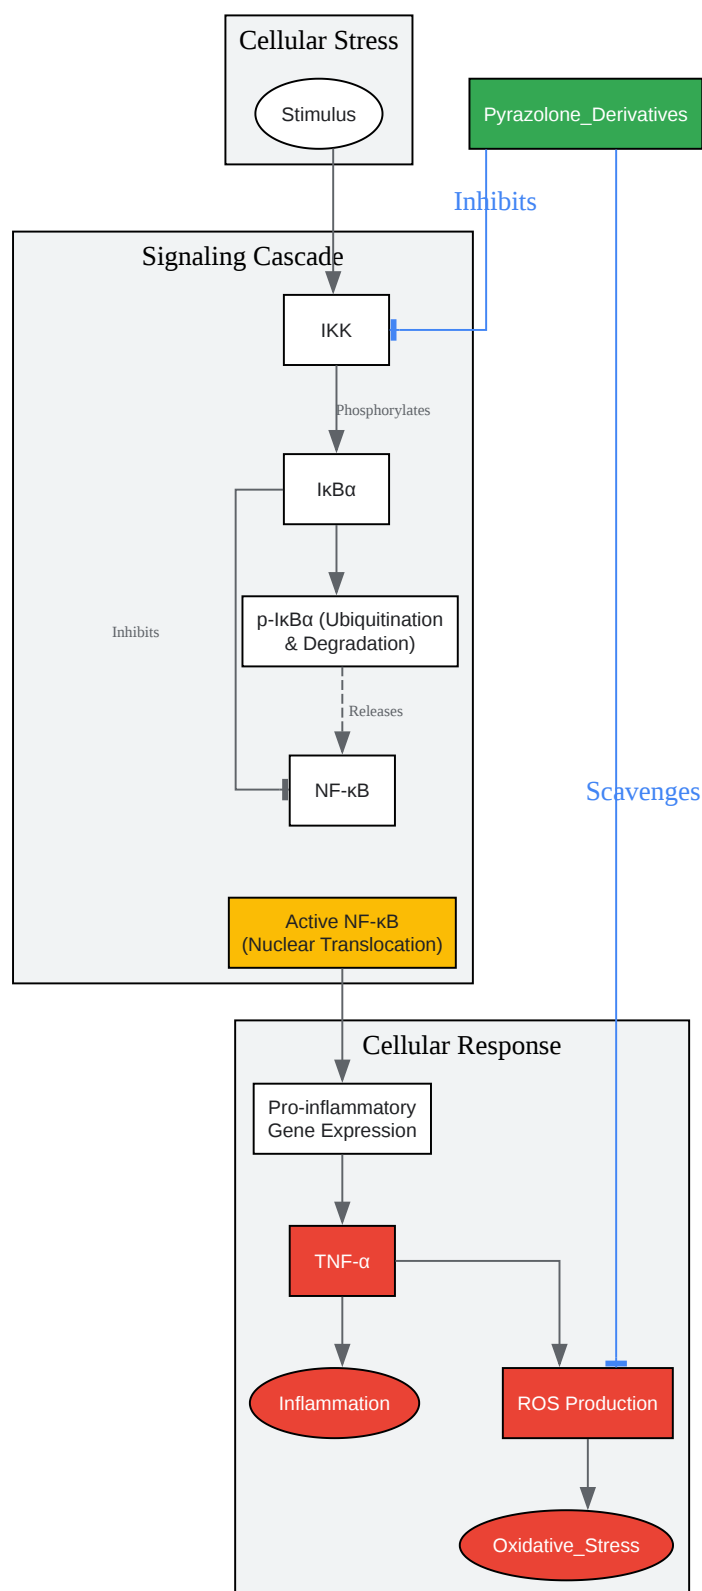 Cellular Stress
Stimulus
Pyrazolone_Derivatives
Inhibits
Signaling Cascade
IKK
Phosphorylates
IκBα
p-IκBα (Ubiquitination
& Degradation)
Inhibits
Releases
NF-κB
Scavenges
Active NF-κB
(Nuclear Translocation)
Cellular Response
Pro-inflammatory
Gene Expression
TNF-α
Inflammation
ROS Production
Oxidative_Stress